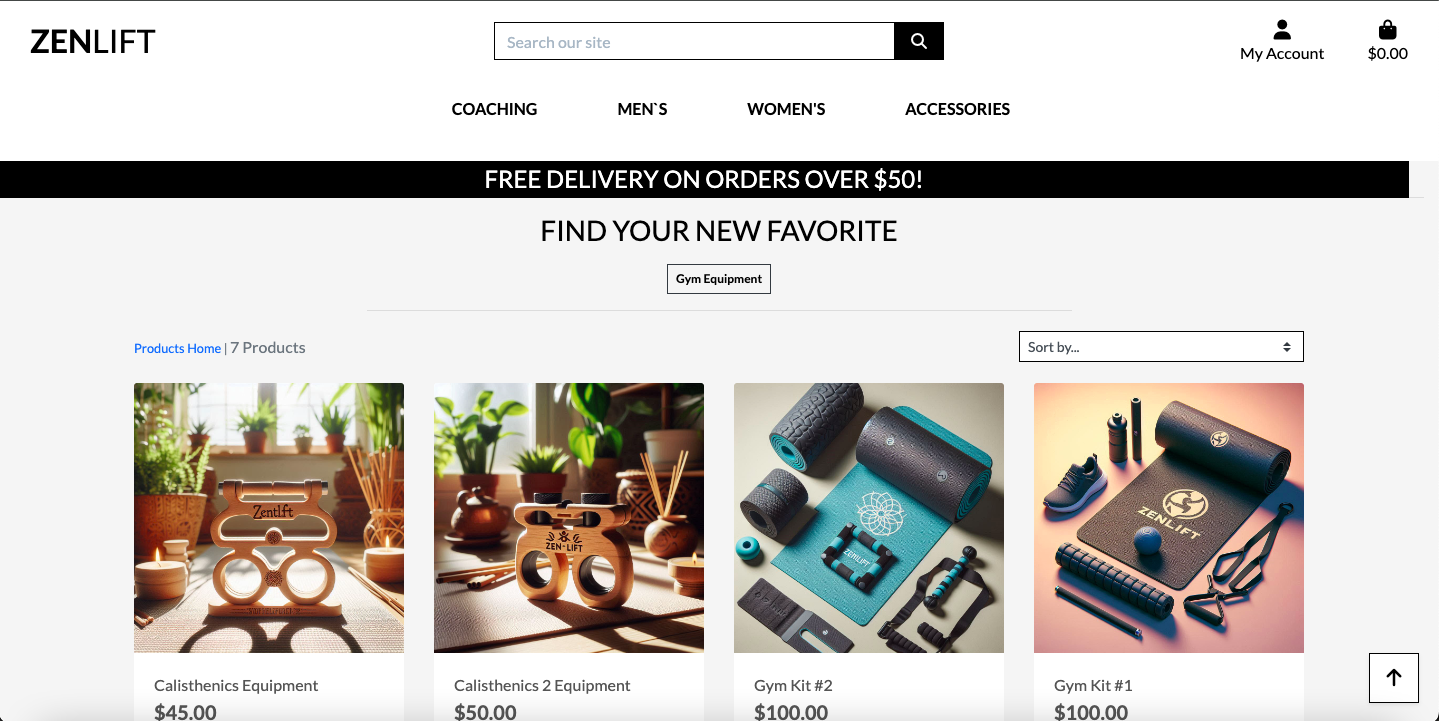 ZENLIFT
Search our site
My Account
$0.00
COACHING MEN`S WOMEN'S ACCESSORIES
FREE DELIVERY ON ORDERS OVER $50!
FIND YOUR NEW FAVORITE
Gym Equipment
Products Home | 7 Products
Sort by...
Zentlft
ZEN-LIFT
ZENLIFT
ZENLIFT
Calisthenics Equipment
$45.00
Calisthenics 2 Equipment
$50.00
Gym Kit #2
$100.00
Gym Kit #1
$100.00